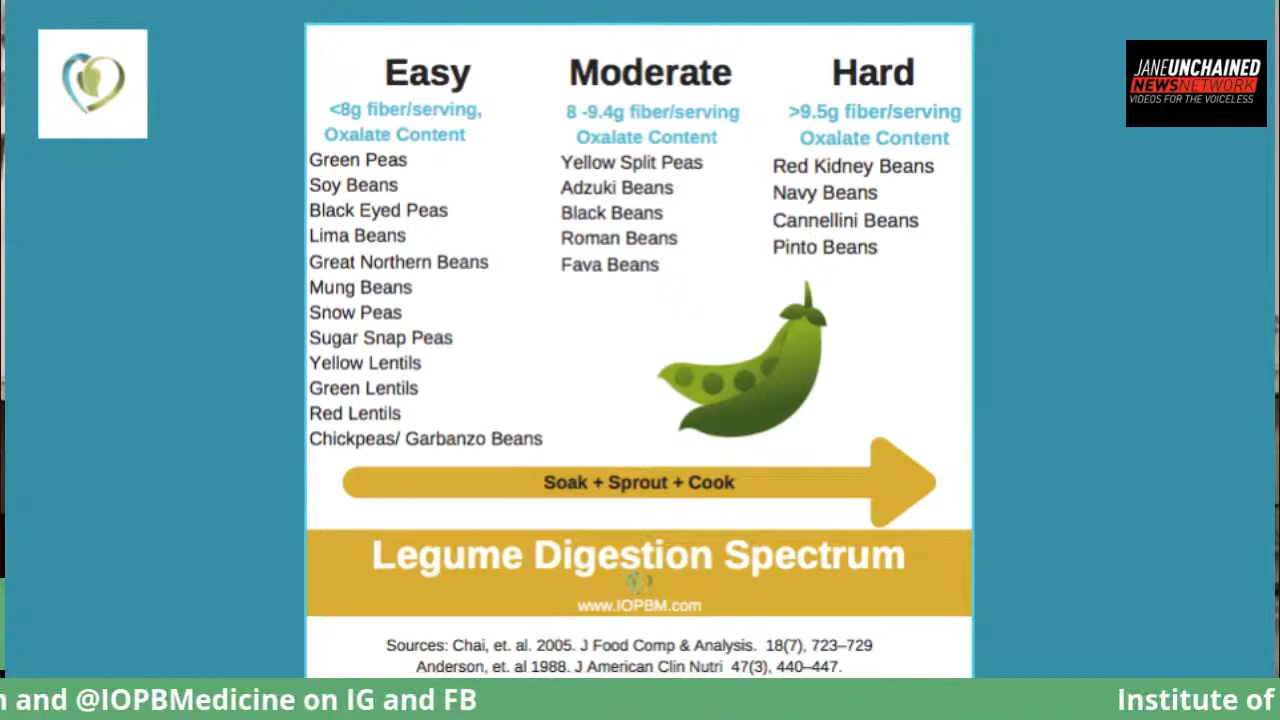 JANEUNCHAINED
NEWSNETWORK
VIDEOS FOR THE VOICELESS
Easy
<8g fiber/serving,
Oxalate Content
Green Peas
Soy Beans
Black Eyed Peas
Lima Beans
Great Northern Beans
Mung Beans
Snow Peas
Sugar Snap Peas
Yellow Lentils
Green Lentils
Red Lentils
Chickpeas/ Garbanzo Beans
Moderate
8 -9.4g fiber/serving
Oxalate Content
Yellow Split Peas
Adzuki Beans
Black Beans
Roman Beans
Fava Beans
Hard
>9.5g fiber/serving
Oxalate Content
Red Kidney Beans
Navy Beans
Cannellini Beans
Pinto Beans
Soak + Sprout + Cook
Legume Digestion Spectrum
www.IOPBM.com
Sources: Chai, et. al. 2005. J Food Comp & Analysis. 18(7), 723–729
Anderson, et. al 1988. J American Clin Nutri 47(3), 440–447.
and @IOPBMedicine on IG and FB
Institute of